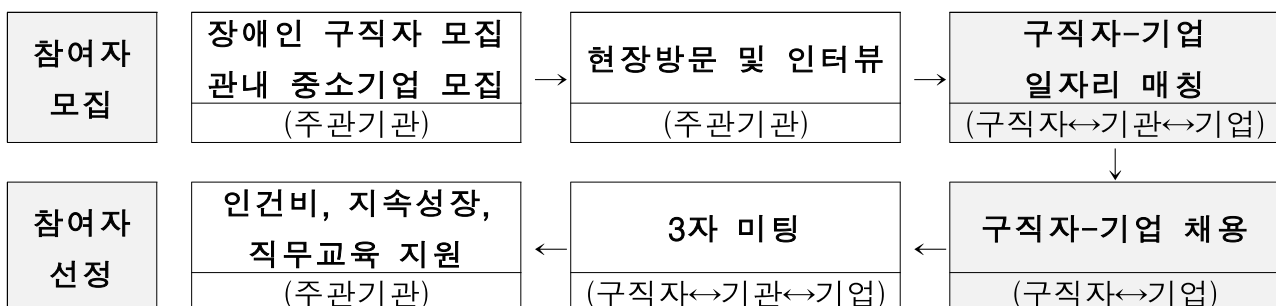 참여자
모집
장애인 구직자 모집
관내 중소기업 모집
(주관기관)
→
현장방문 및 인터뷰
(주관기관)
→
구직자-기업
일자리 매칭
(구직자↔기관↔기업)
↓
참여자
선정
인건비, 지속성장,
직무교육 지원
(주관기관)
←
3자 미팅
(구직자↔기관↔기업)
←
구직자-기업 채용
(구직자↔기업)